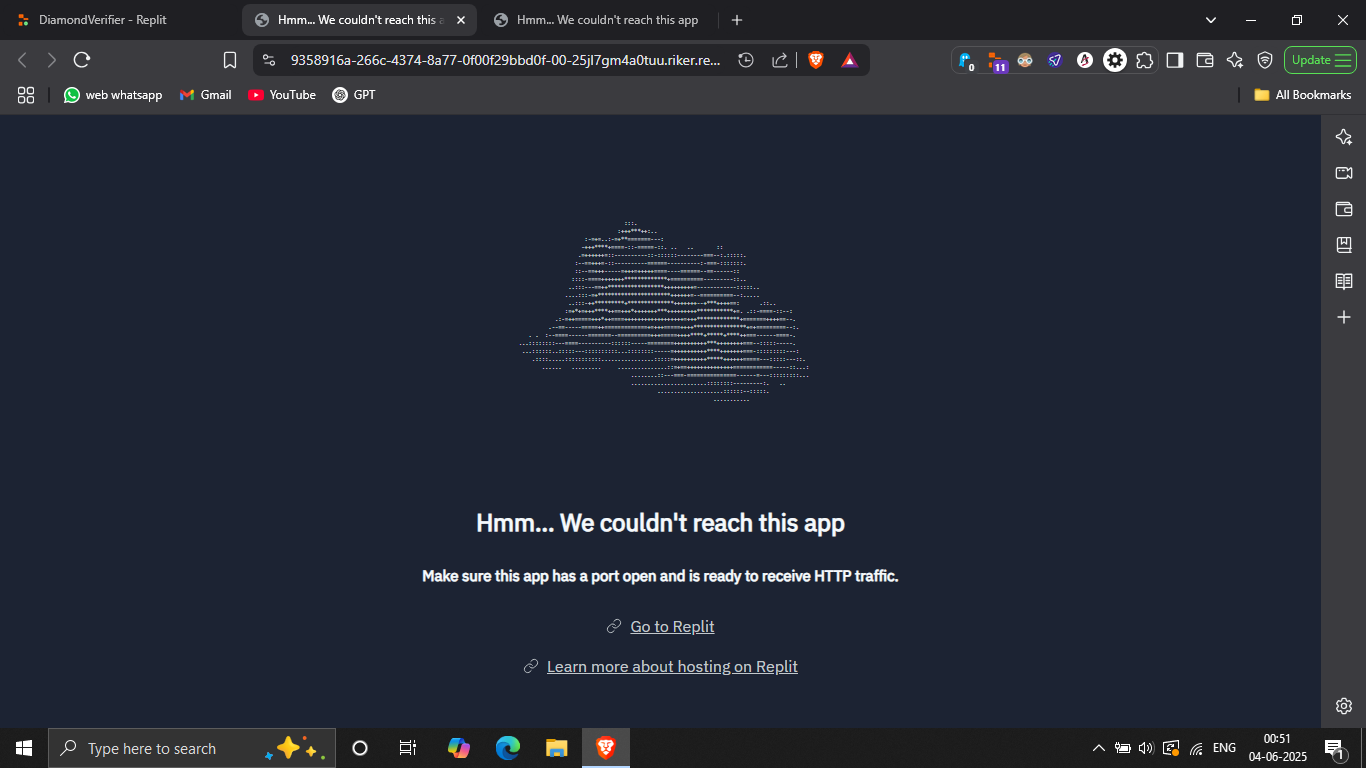 DiamondVerifier - Replit
Hmm... We couldn't reach this a
Hmm... We couldn't reach this app
9358916a-266c-4374-8a77-0f00f29bbd0f-00-25jl7gm4a0tuu.riker.re...
0
11
Update
web whatsapp
Gmail
YouTube
GPT
All Bookmarks
Hmm... We couldn't reach this app
Make sure this app has a port open and is ready to receive HTTP traffic.
Go to Replit
Learn more about hosting on Replit
Type here to search
ENG
00:51
04-06-2025
1